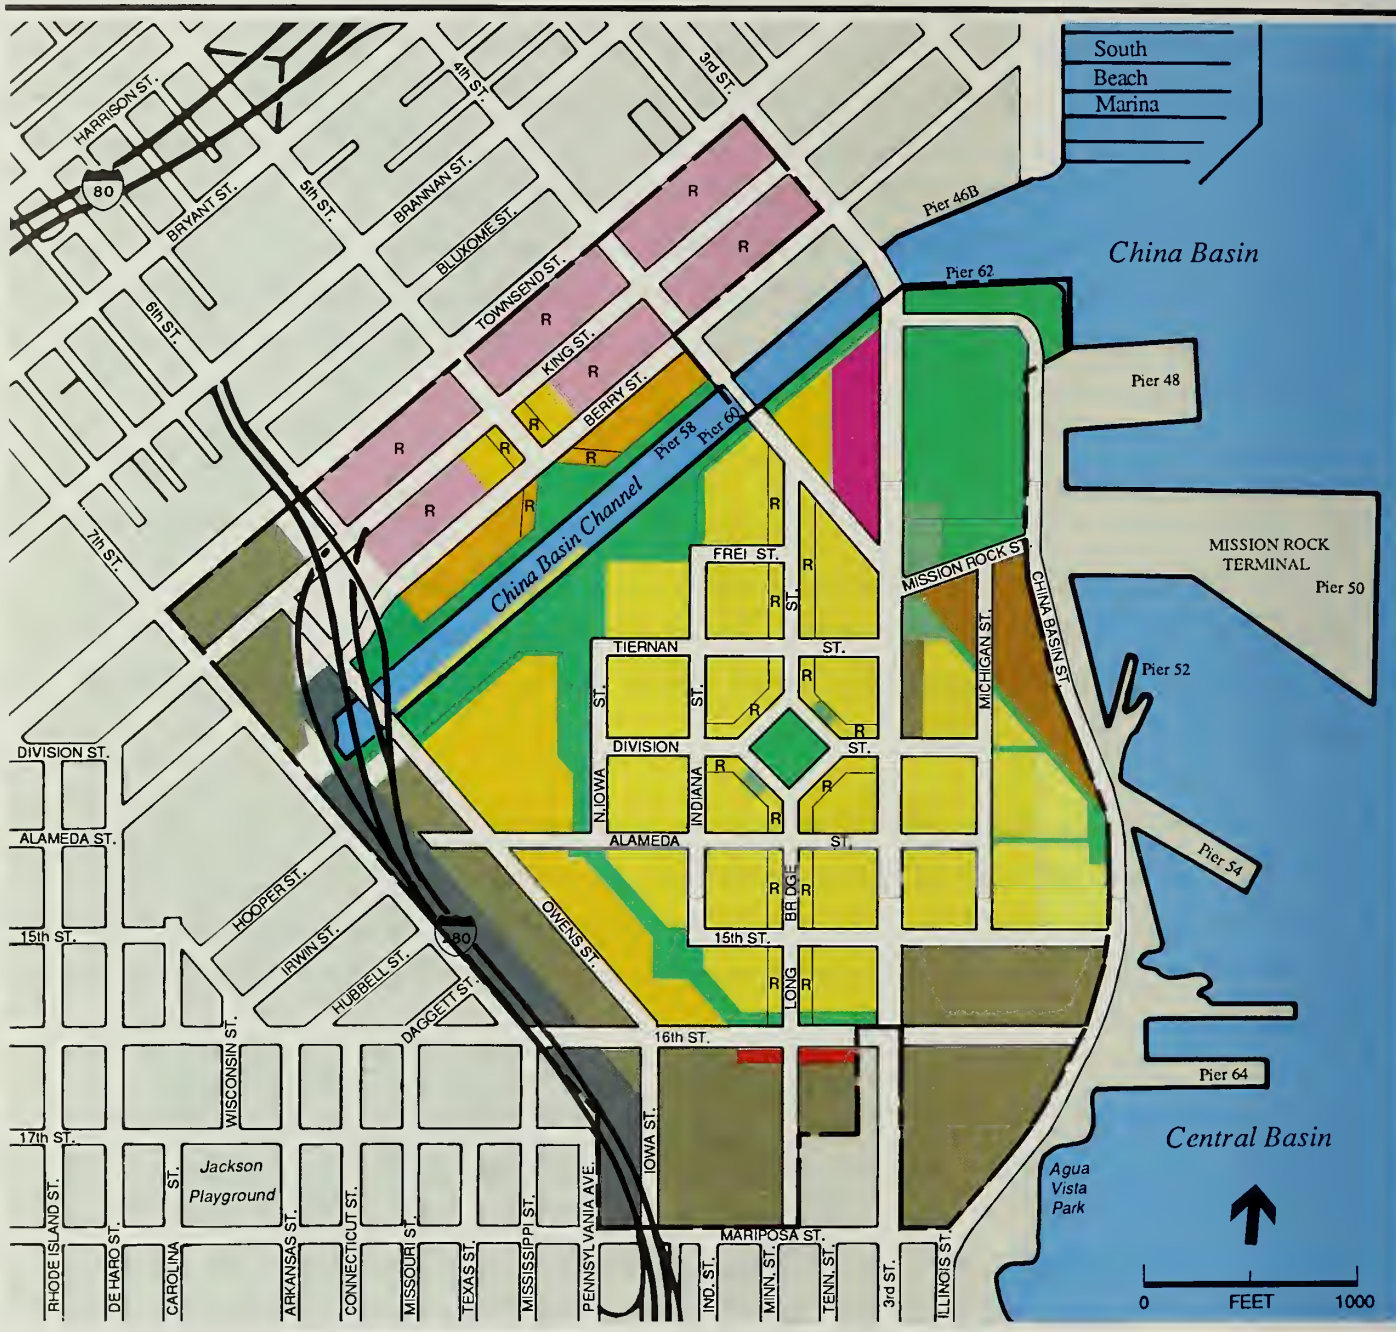 South
Beach
Marina
3rd ST.
4th ST.
HARRISON ST.
80
BRYANT ST.
5th ST.
BRANNAN ST.
BLUXOME ST.
TOWNSEND ST.
6th ST.
7th ST.
KING ST.
BERRY ST.
Pier 46B
China Basin
Pier 62
Pier 48
R
R
R
R
R
R
R
R
R
R
Pier 58
Pier 60
China Basin Channel
R
MISSION ROCK
TERMINAL
Pier 50
FREI ST.
R
MISSION ROCK ST.
R
ST.
CHINA BASIN ST.
MICHIGAN ST.
TIERNAN
ST.
Pier 52
R
ST.
ST.
R
R
DIVISION ST.
DIVISION
ST.
R
R
N.IOWA
INDIANA
R
ALAMEDA ST.
ALAMEDA
ST.
Pier 54
R
BRIDGE
R
HOOPER ST.
OWENS ST.
280
15th ST.
15th ST.
IRWIN ST.
HUBBELL ST.
DAGGETT ST.
R
LONG
R
16th ST.
WISCONSIN ST.
Pier 64
17th ST.
IOWA ST.
Central Basin
Jackson
Playground
Agua
Vista
Park
MARIPOSA ST.
RHODE ISLAND ST.
DE HARO ST.
CAROLINA
ST.
ARKANSAS ST.
CONNECTICUT ST.
MISSOURI ST.
TEXAS ST.
MISSISSIPPI ST.
PENNSYLVANIA AVE.
IND. ST.
MINN. ST.
TENN. ST.
3rd ST.
ILLINOIS ST.
0
FEET
1000